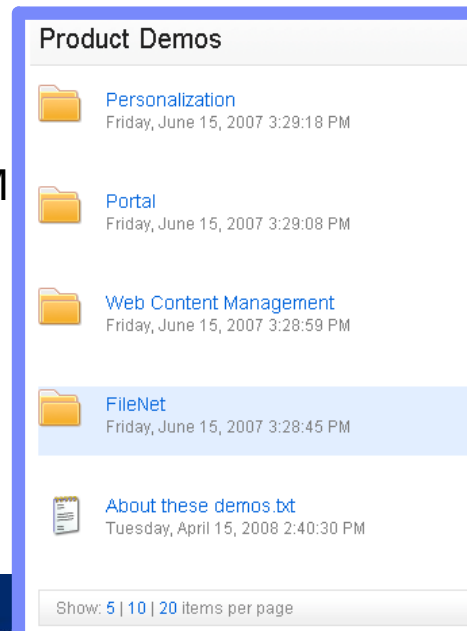 Product Demos
Personalization
Friday, June 15, 2007 3:29:18 PM
Portal
Friday, June 15, 2007 3:29:08 PM
Web Content Management
Friday, June 15, 2007 3:28:59 PM
FileNet
Friday, June 15, 2007 3:28:45 PM
About these demos.txt
Tuesday, April 15, 2008 2:40:30 PM
Show: 5 | 10 | 20 items per page